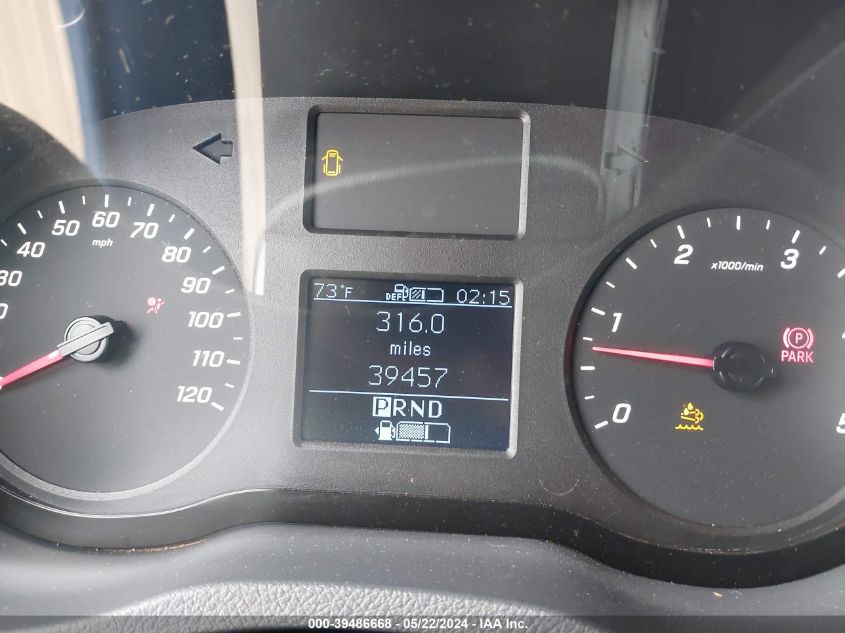 40 50 60 70 80 90 100 110 120
30
mph
73°F DEF 02:15
316.0
miles
39457
PRND
0 1 2 3
x1000/min
P
PARK
000-39486668 - 05/22/2024 - IAA Inc.